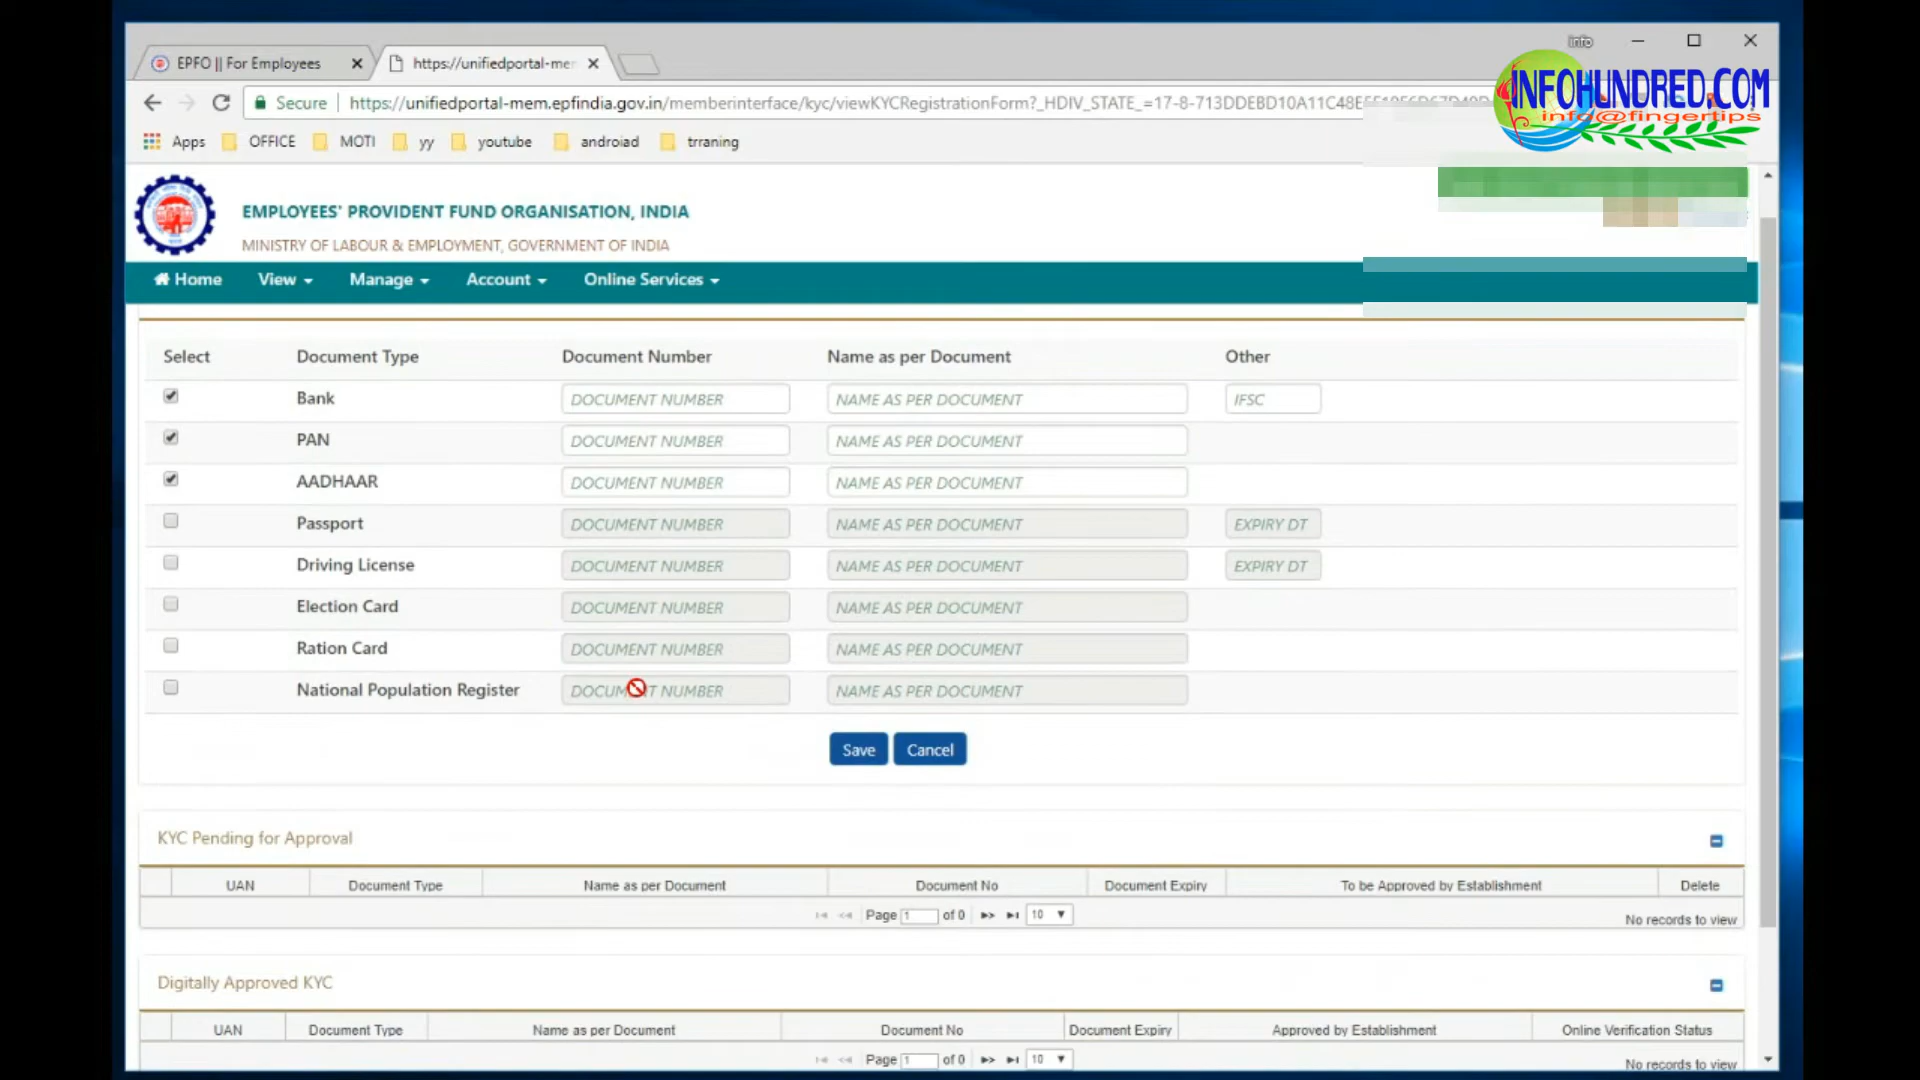 info
INFOHUNDRED.COM
info@fingertips
EPFO || For Employees
https://unifiedportal-mem
Secure
https://unifiedportal-mem.epfindia.gov.in/memberinterface/kyc/viewKYCRegistrationForm?_HDIV_STATE_=17-8-713DDEBD10A11C48E
Apps OFFICE MOTI yy youtube androiad trraning
EMPLOYEES' PROVIDENT FUND ORGANISATION, INDIA
MINISTRY OF LABOUR & EMPLOYMENT, GOVERNMENT OF INDIA
Home View Manage Account Online Services
Select Document Type Document Number Name as per Document Other
Bank DOCUMENT NUMBER NAME AS PER DOCUMENT IFSC
PAN DOCUMENT NUMBER NAME AS PER DOCUMENT
AADHAAR DOCUMENT NUMBER NAME AS PER DOCUMENT
Passport DOCUMENT NUMBER NAME AS PER DOCUMENT EXPIRY DT
Driving License DOCUMENT NUMBER NAME AS PER DOCUMENT EXPIRY DT
Election Card DOCUMENT NUMBER NAME AS PER DOCUMENT
Ration Card DOCUMENT NUMBER NAME AS PER DOCUMENT
National Population Register DOCUMENT NUMBER NAME AS PER DOCUMENT
Save Cancel
KYC Pending for Approval
UAN Document Type Name as per Document Document No Document Expiry To be Approved by Establishment Delete
Page 1 of 0 10 No records to view
Digitally Approved KYC
UAN Document Type Name as per Document Document No Document Expiry Approved by Establishment Online Verification Status
Page 1 of 0 10 No records to view